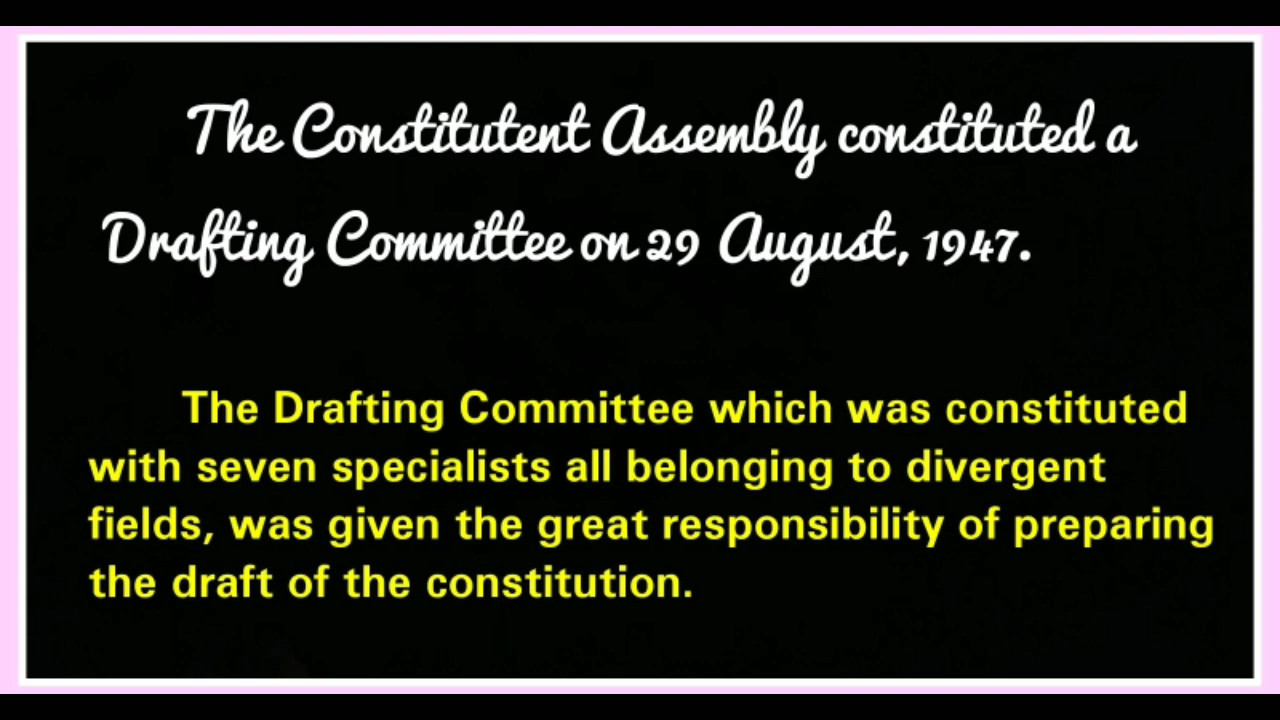 The Constitutent Assembly constituted a
Drafting Committee on 29 August, 1947.
The Drafting Committee which was constituted
with seven specialists all belonging to divergent
fields, was given the great responsibility of preparing
the draft of the constitution.